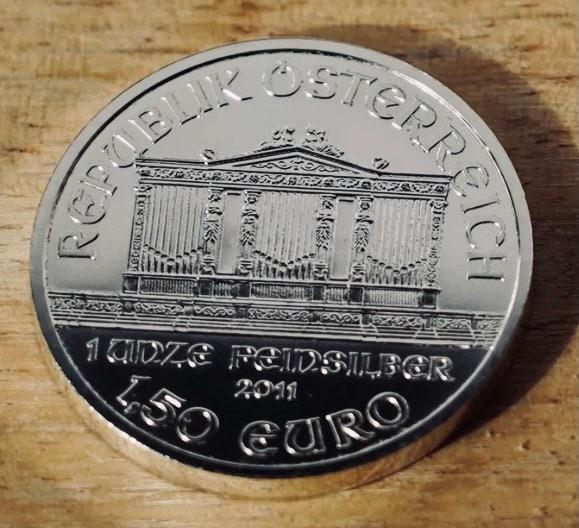 REPUBLIK ÖSTERREICH
1 UNZE FEINSILBER
2011
1,50 EURO